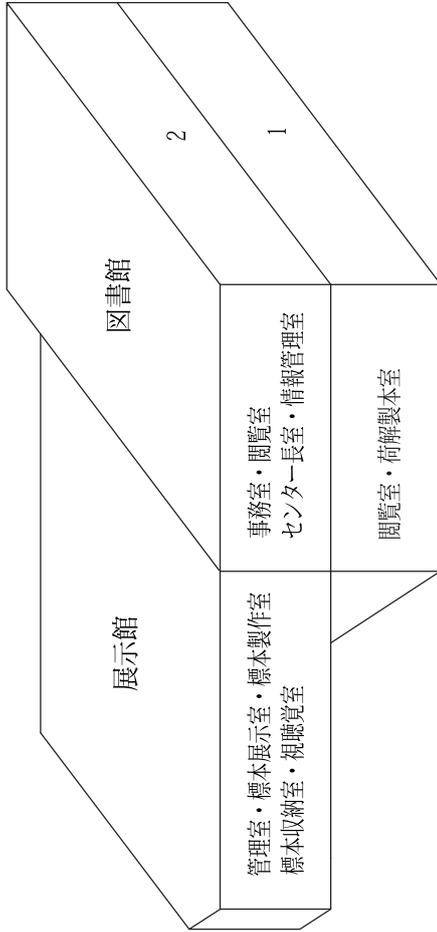 展示館
図書館
2
1
管理室・標本展示室・標本製作室
標本収納室・視聴覚室
事務室・閲覧室
センター長室・情報管理室
閲覧室・荷解製本室